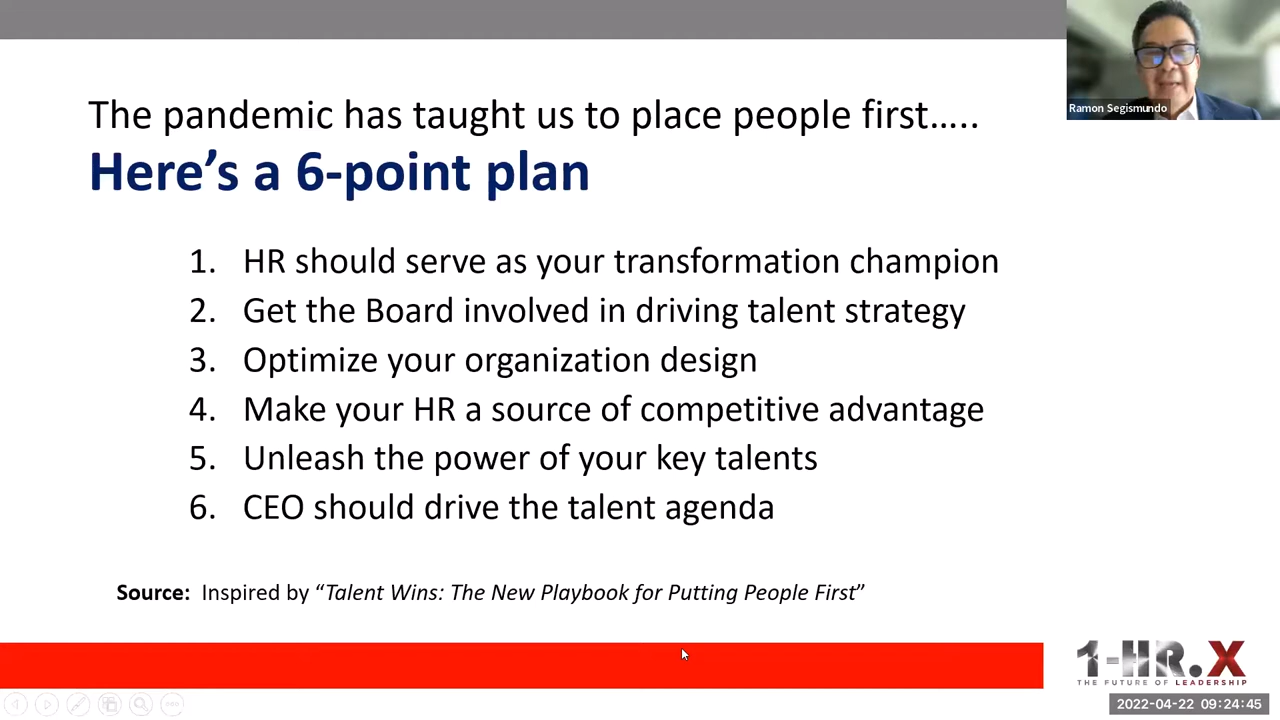 Ramon Segismundo
The pandemic has taught us to place people first…..
Here’s a 6-point plan
1. HR should serve as your transformation champion
2. Get the Board involved in driving talent strategy
3. Optimize your organization design
4. Make your HR a source of competitive advantage
5. Unleash the power of your key talents
6. CEO should drive the talent agenda
Source: Inspired by “Talent Wins: The New Playbook for Putting People First”
1-HR.X
THE FUTURE OF LEADERSHIP
2022-04-22 09:24:45